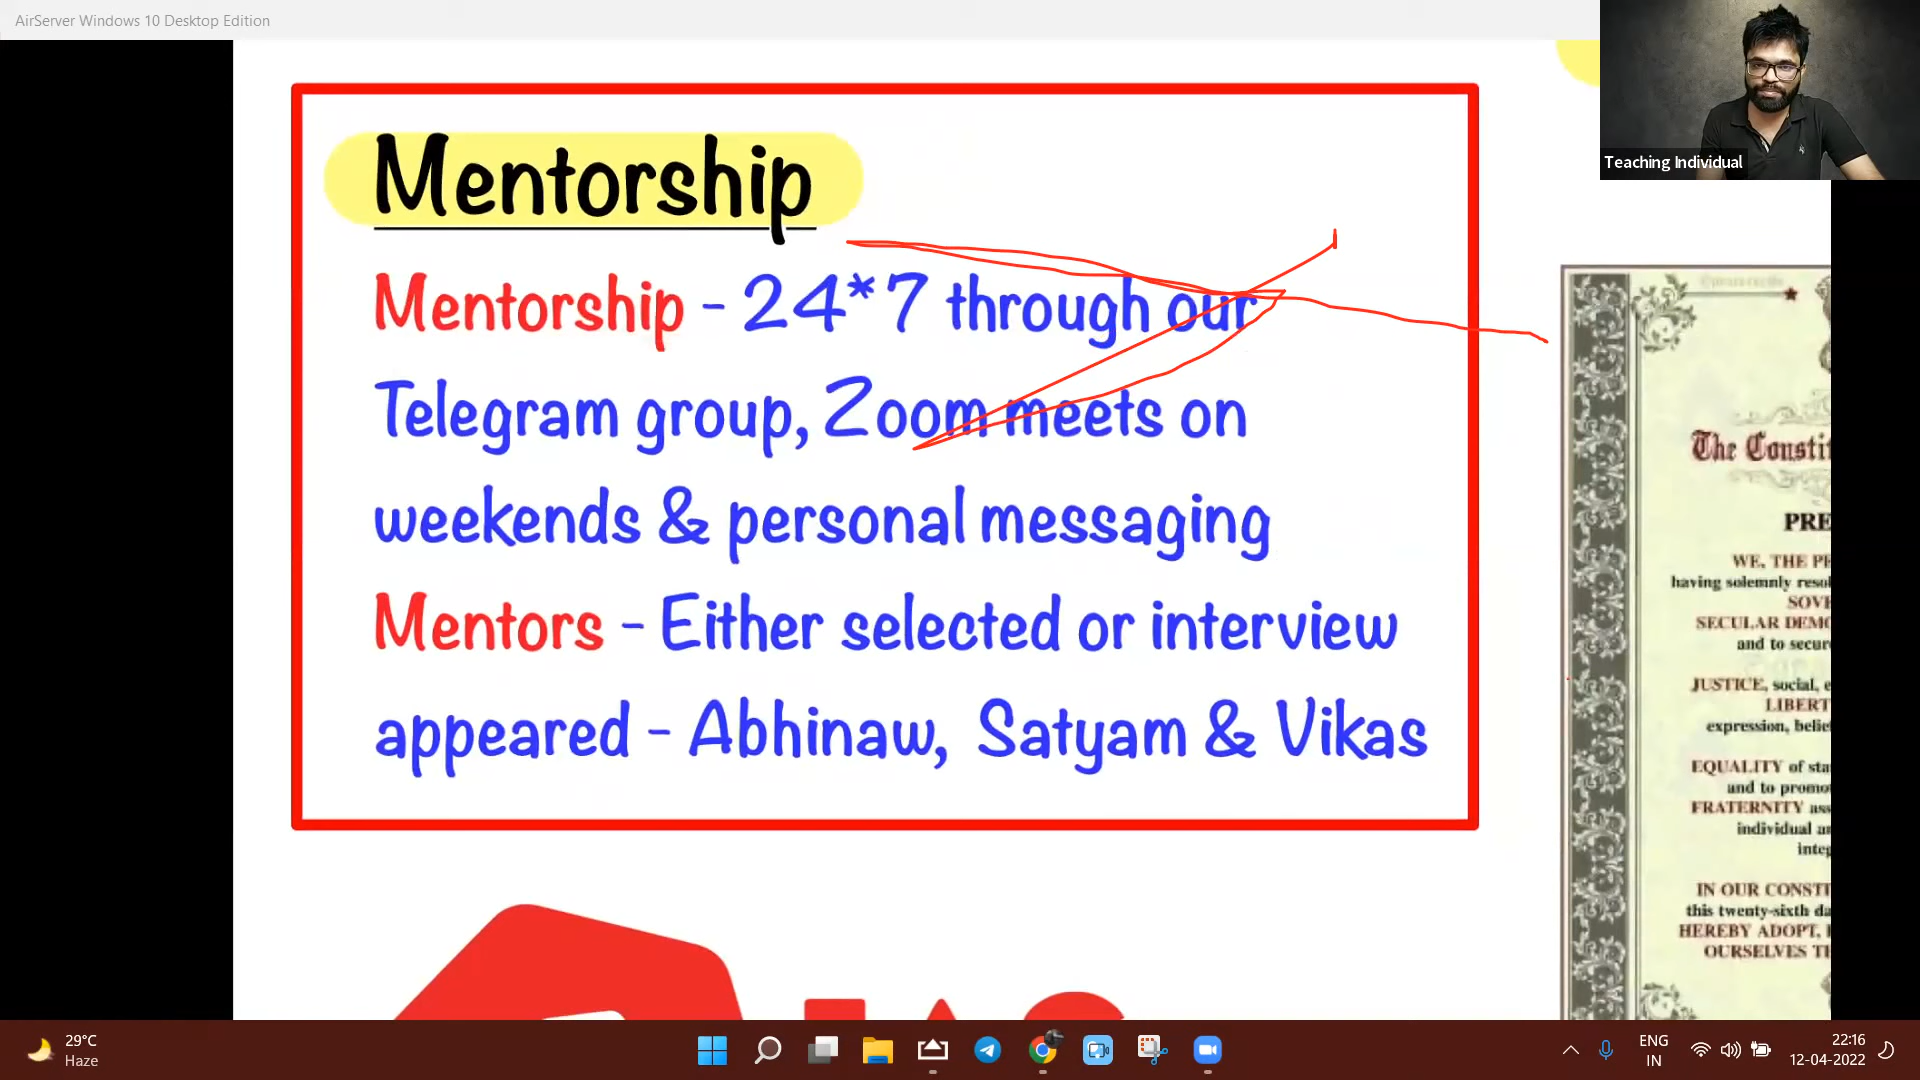 AirServer Windows 10 Desktop Edition
Teaching Individual
Mentorship
Mentorship - 24*7 through our
Telegram group, Zoom meets on
weekends & personal messaging
Mentors - Either selected or interview
appeared - Abhinaw, Satyam & Vikas
The Constit
PRE
WE, THE PE
having solemnly resol
SOVE
SECULAR DEMO
and to secur
JUSTICE, social, e
LIBERT
expression, belie
EQUALITY of sta
and to promo
FRATERNITY ass
individual a
integ
IN OUR CONSTI
this twenty-sixth da
HEREBY ADOPT,
OURSELVES T
29°C
Haze
ENG
IN
22:16
12-04-2022